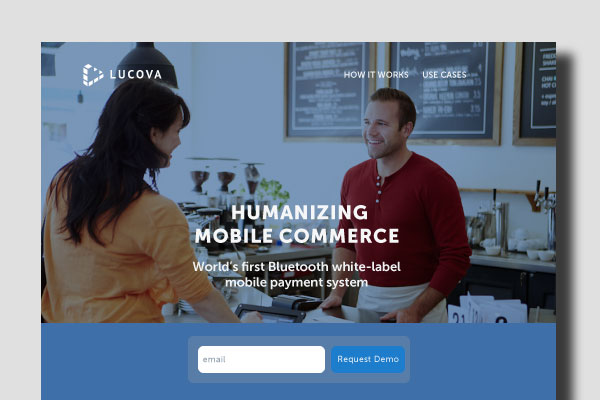 LUCOVA
HOW IT WORKS USE CASES
HUMANIZING
MOBILE COMMERCE
World's first Bluetooth white-label
mobile payment system
email
Request Demo